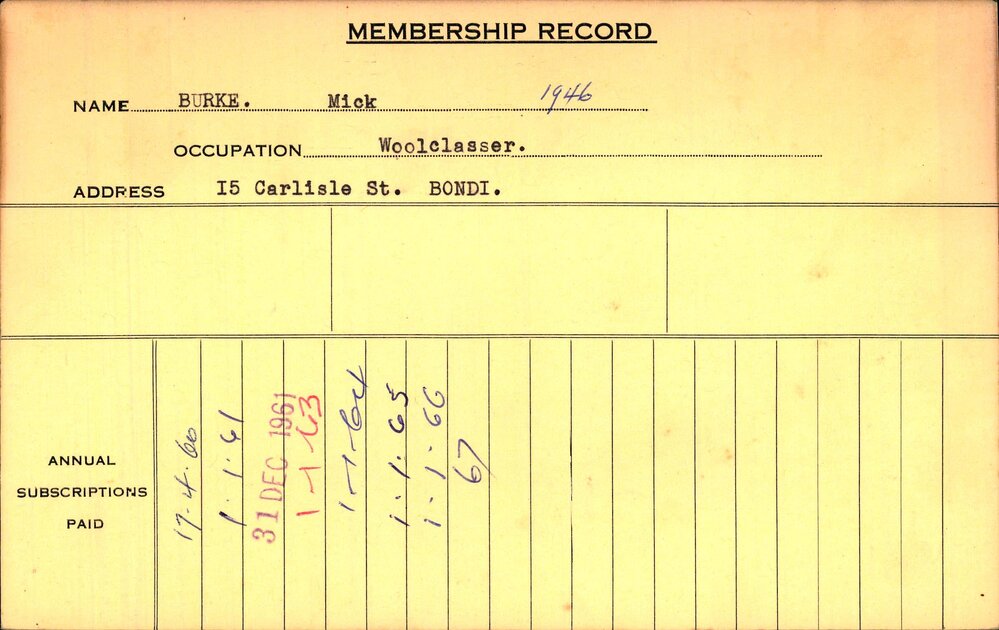 MEMBERSHIP RECORD
NAME BURKE. Mick 1946
OCCUPATION Woolclasser.
ADDRESS I5 Carlisle St. BONDI.
ANNUAL
SUBSCRIPTIONS
PAID
17-4-60
1-1-61
31 DEC 1961
1-1-63
1-1-64
1-1-65
1-1-66
67